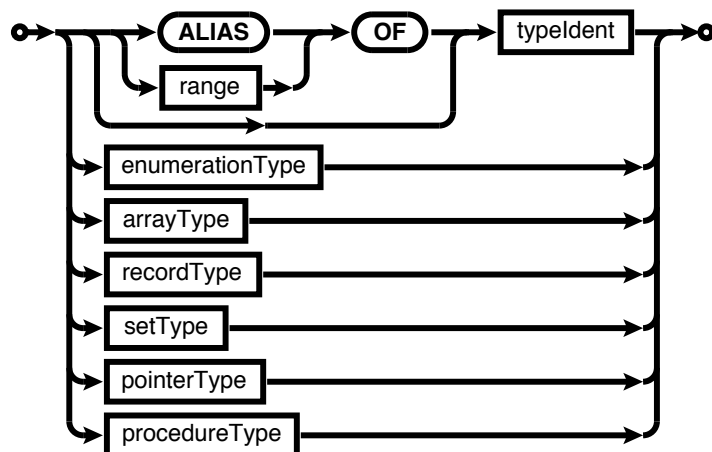 ALIAS OF typeIdent
range
enumerationType
arrayType
recordType
setType
pointerType
procedureType